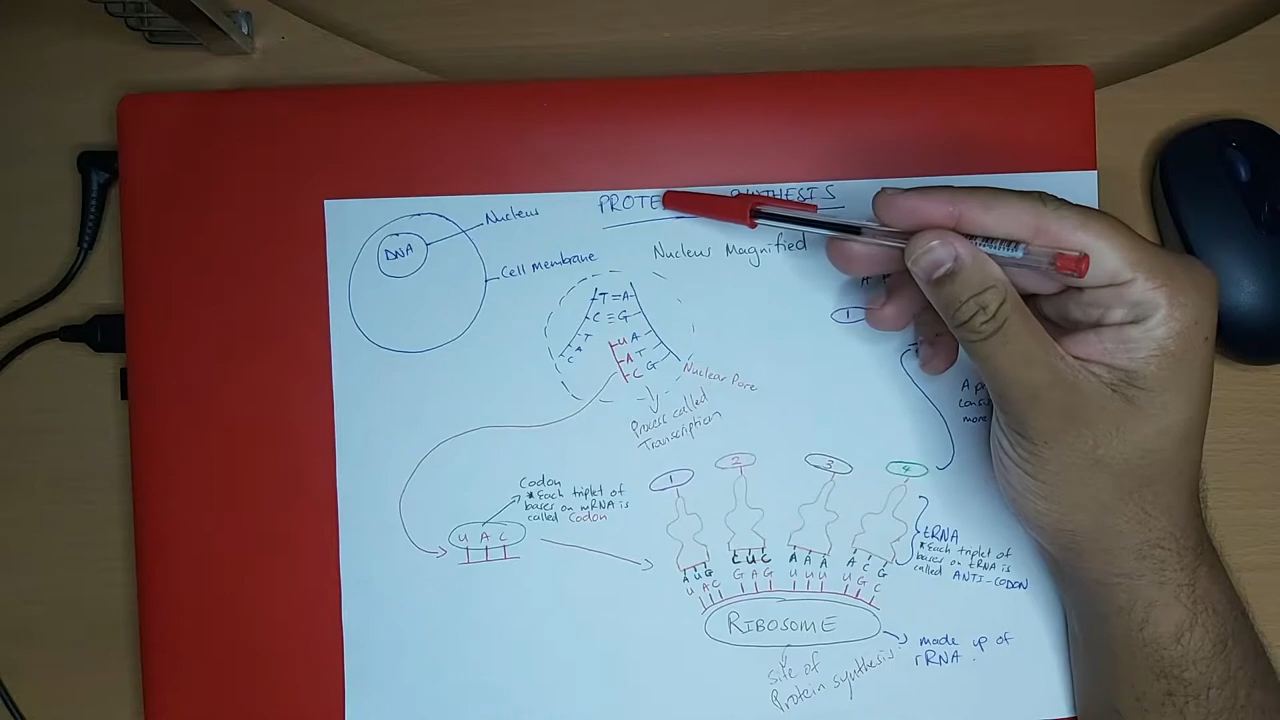 PROTE SYNTHESIS
Nucleus
DNA
Cell Membrane
Nucleus Magnified
T=A
C≡G
T
C
U A
A T
C G
Nuclear Pore
Process called
Transcription
1
Codon
*Each triplet of
bases on mRNA is
called Codon
U A C
1 2 3 4
tRNA
*Each triplet of
bases on tRNA is
called ANTI-CODON
A U G C U C A A A A C G
U A C G A G U U U U G C
RIBOSOME
made up of
rRNA.
site of
Protein synthesis
A
more